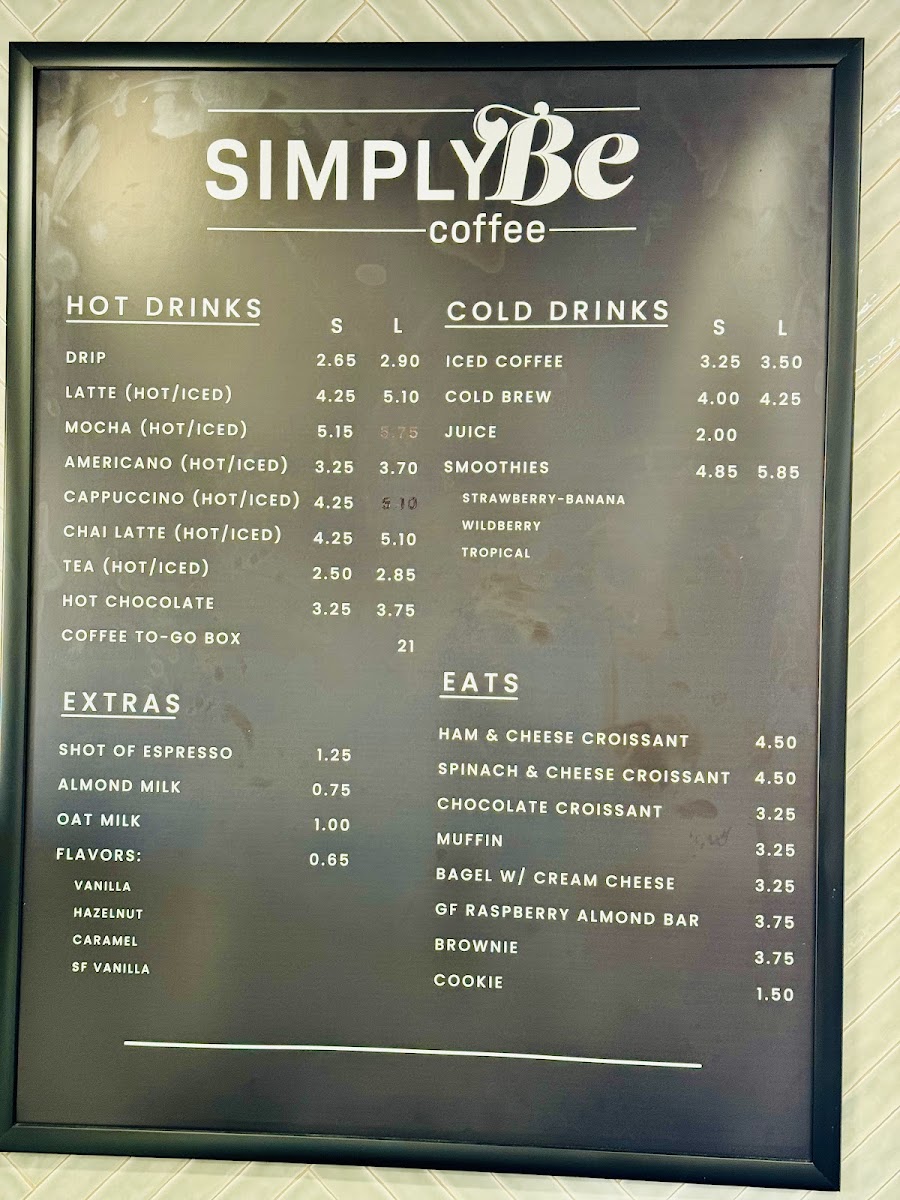 SIMPLY Be
coffee
HOT DRINKS
S L
DRIP 2.65 2.90
LATTE (HOT/ICED) 4.25 5.10
MOCHA (HOT/ICED) 5.15 5.75
AMERICANO (HOT/ICED) 3.25 3.70
CAPPUCCINO (HOT/ICED) 4.25
CHAI LATTE (HOT/ICED) 4.25 5.10
TEA (HOT/ICED) 2.50 2.85
HOT CHOCOLATE 3.25 3.75
COFFEE TO-GO BOX 21
EXTRAS
SHOT OF ESPRESSO 1.25
ALMOND MILK 0.75
OAT MILK 1.00
FLAVORS: 0.65
VANILLA
HAZELNUT
CARAMEL
SF VANILLA
COLD DRINKS
S L
ICED COFFEE 3.25 3.50
COLD BREW 4.00 4.25
JUICE 2.00
SMOOTHIES 4.85 5.85
STRAWBERRY-BANANA
WILDBERRY
TROPICAL
EATS
HAM & CHEESE CROISSANT 4.50
SPINACH & CHEESE CROISSANT 4.50
CHOCOLATE CROISSANT 3.25
MUFFIN 3.25
BAGEL W/ CREAM CHEESE 3.25
GF RASPBERRY ALMOND BAR 3.75
BROWNIE 3.75
COOKIE 1.50